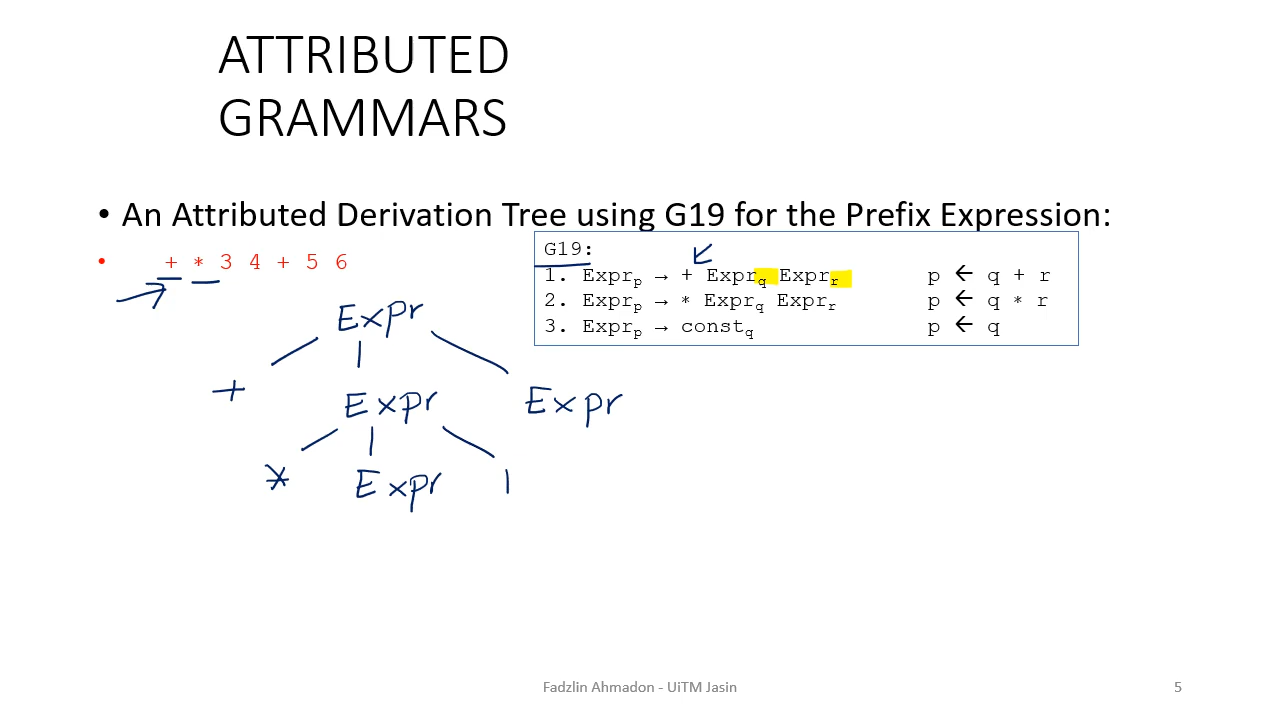 ATTRIBUTED
GRAMMARS
• An Attributed Derivation Tree using G19 for the Prefix Expression:
• + * 3 4 + 5 6
G19:
1. Exprp → + Exprq Exprr p ← q + r
2. Exprp → * Exprq Exprr p ← q * r
3. Exprp → constq p ← q
Expr
+ Expr Expr
* Expr
Fadzlin Ahmadon - UiTM Jasin 5